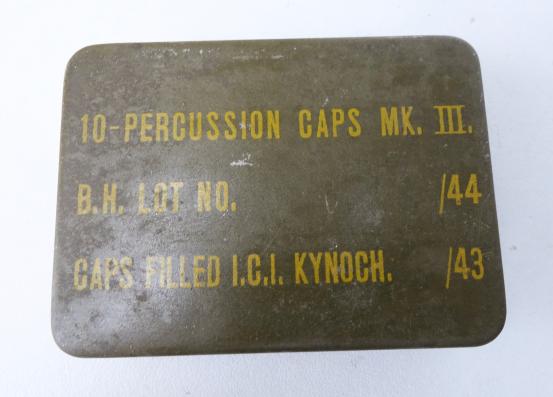 10-PERCUSSION CAPS MK. III.
B.H. LOT NO. /44
CAPS FILLED I.C.I. KYNOCH. /43